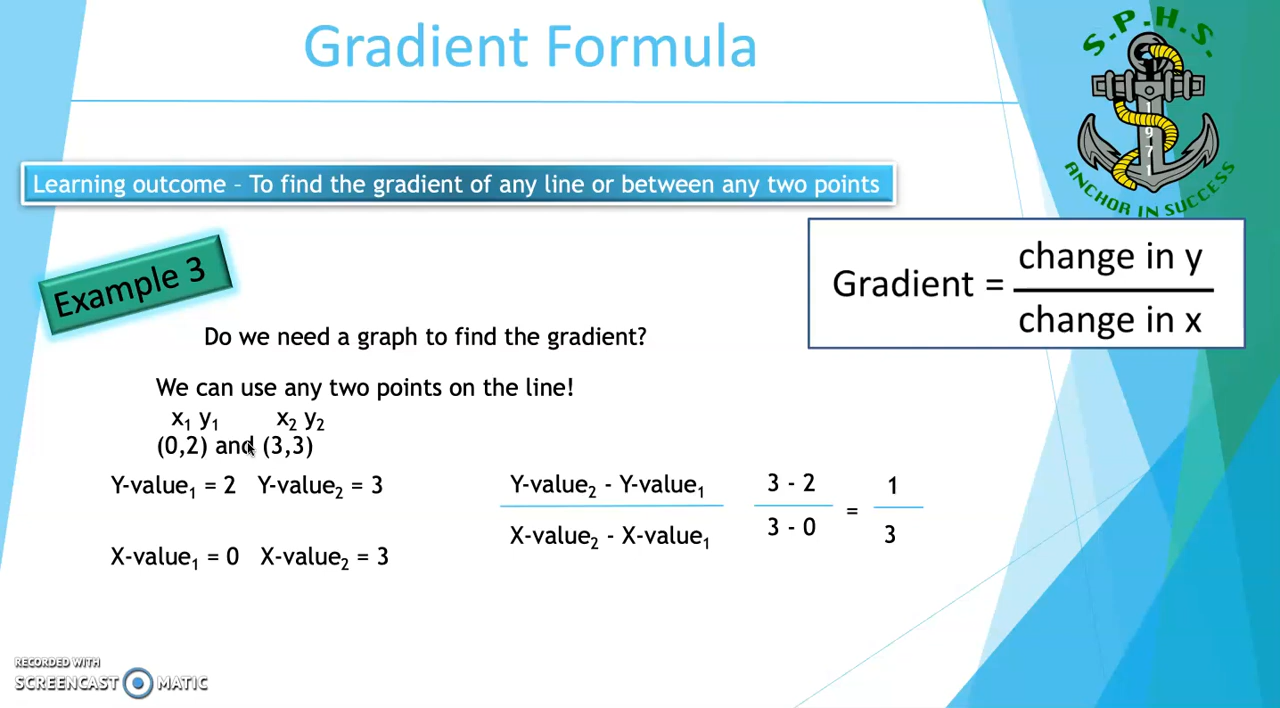 Gradient Formula
S.P.H.S.
1971
ANCHOR IN SUCCESS
Learning outcome – To find the gradient of any line or between any two points
Gradient = change in y
change in x
Example 3
Do we need a graph to find the gradient?
We can use any two points on the line!
x₁ y₁ x₂ y₂
(0,2) and (3,3)
Y-value₁ = 2 Y-value₂ = 3
Y-value₂ - Y-value₁ 3 - 2 1
=
X-value₂ - X-value₁ 3 - 0 3
X-value₁ = 0 X-value₂ = 3
RECORDED WITH
SCREENCAST MATIC